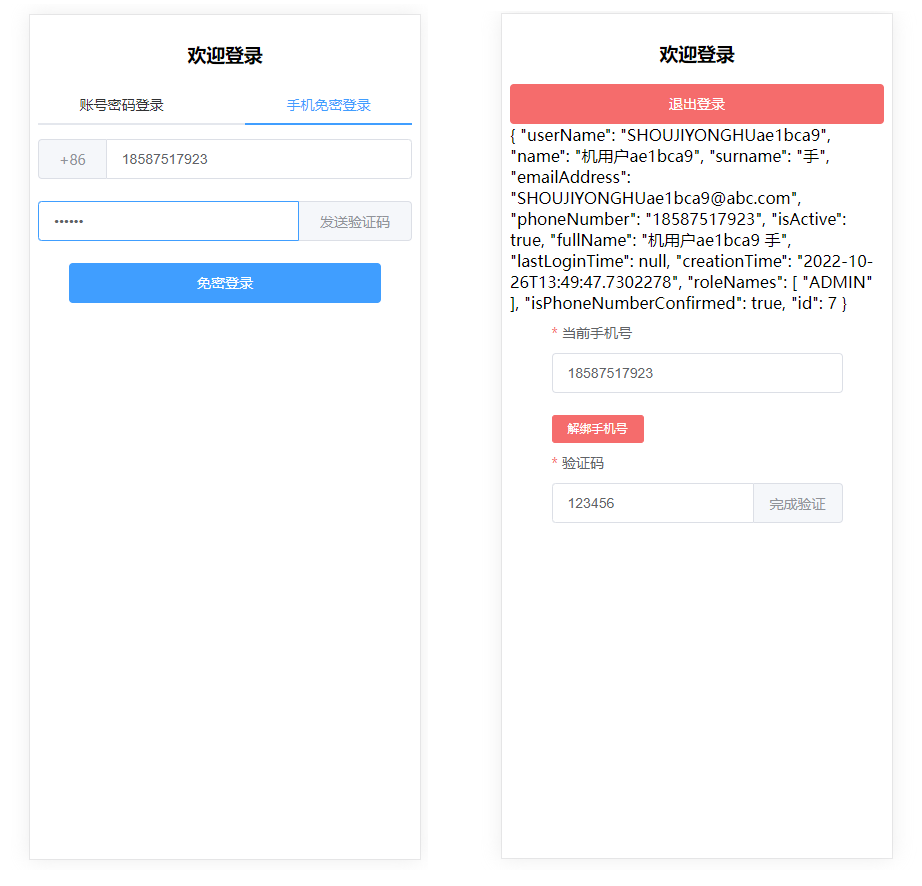 欢迎登录
账号密码登录 手机免密登录
+86 18587517923
•••••• 发送验证码
免密登录
欢迎登录
退出登录
{ "userName": "SHOUJIYONGHUae1bca9",
"name": "机用户ae1bca9", "surname": "手",
"emailAddress":
"SHOUJIYONGHUae1bca9@abc.com",
"phoneNumber": "18587517923", "isActive":
true, "fullName": "机用户ae1bca9 手",
"lastLoginTime": null, "creationTime": "2022-10-
26T13:49:47.7302278", "roleNames": [ "ADMIN"
], "isPhoneNumberConfirmed": true, "id": 7 }
* 当前手机号
18587517923
解绑手机号
* 验证码
123456 完成验证